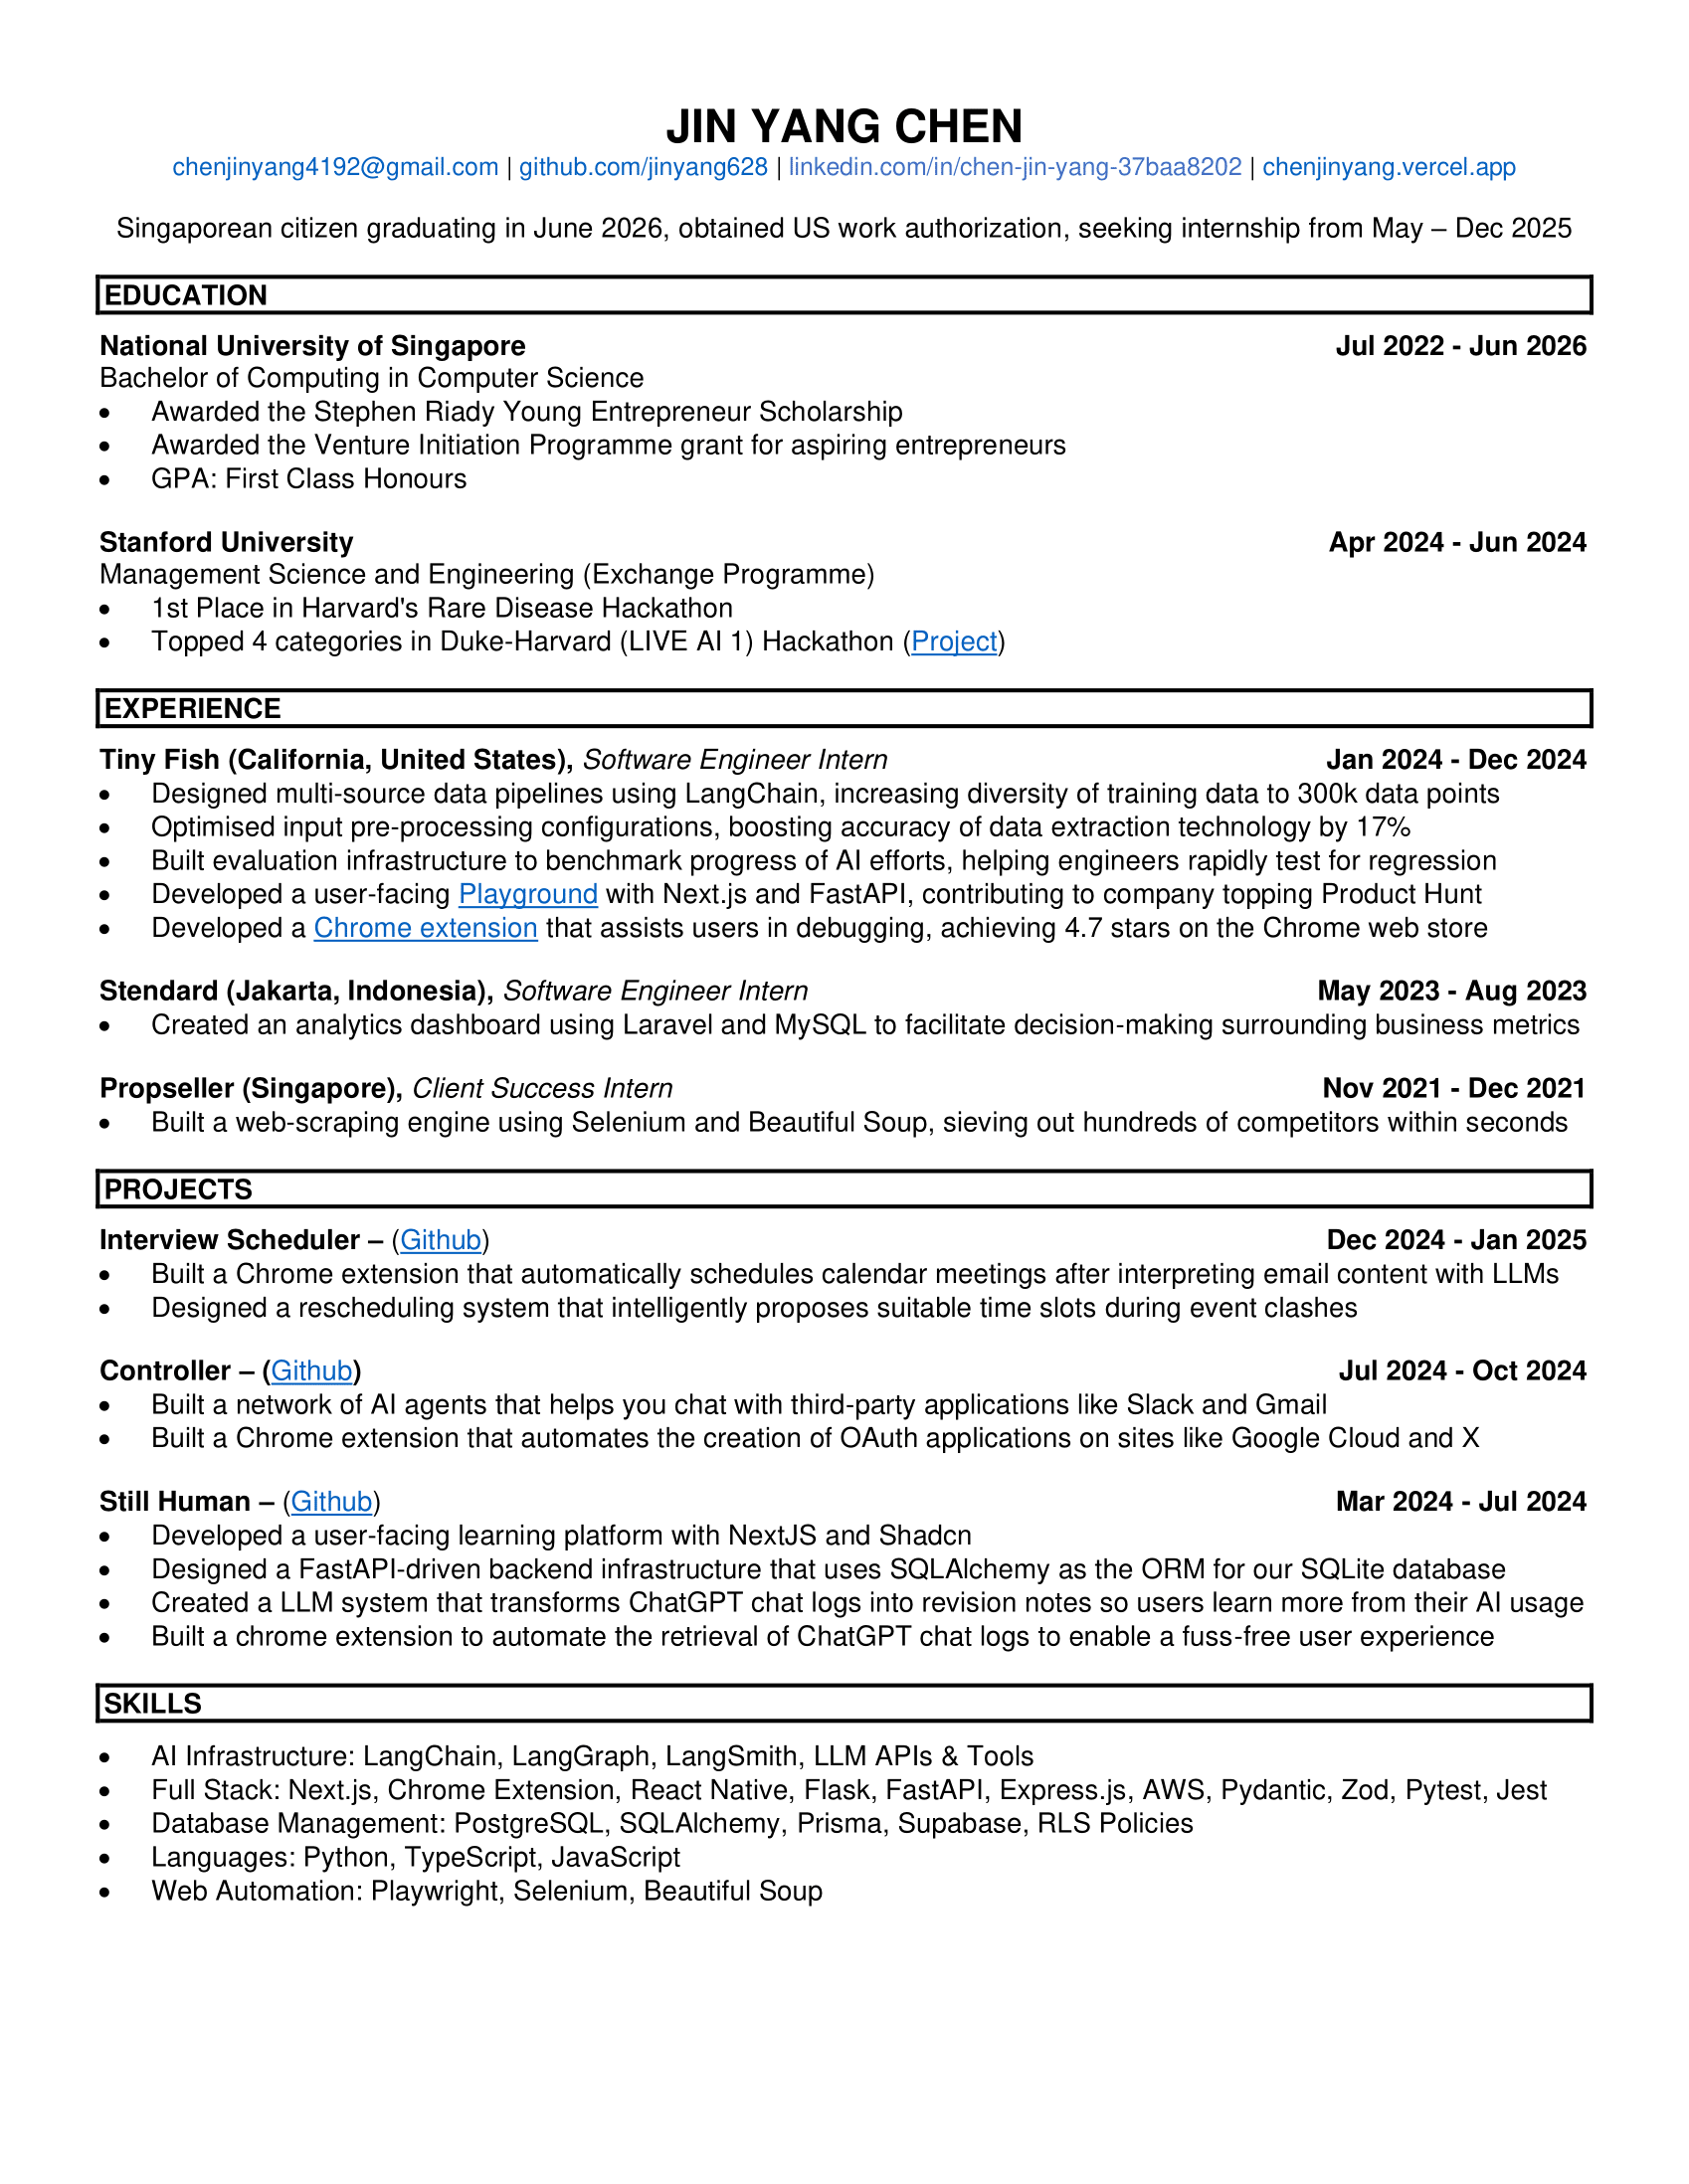 JIN YANG CHEN
chenjinyang4192@gmail.com | github.com/jinyang628 | linkedin.com/in/chen-jin-yang-37baa8202 | chenjinyang.vercel.app
Singaporean citizen graduating in June 2026, obtained US work authorization, seeking internship from May – Dec 2025
EDUCATION
National University of Singapore Jul 2022 - Jun 2026
Bachelor of Computing in Computer Science
• Awarded the Stephen Riady Young Entrepreneur Scholarship
• Awarded the Venture Initiation Programme grant for aspiring entrepreneurs
• GPA: First Class Honours
Stanford University Apr 2024 - Jun 2024
Management Science and Engineering (Exchange Programme)
• 1st Place in Harvard's Rare Disease Hackathon
• Topped 4 categories in Duke-Harvard (LIVE AI 1) Hackathon (Project)
EXPERIENCE
Tiny Fish (California, United States), Software Engineer Intern Jan 2024 - Dec 2024
• Designed multi-source data pipelines using LangChain, increasing diversity of training data to 300k data points
• Optimised input pre-processing configurations, boosting accuracy of data extraction technology by 17%
• Built evaluation infrastructure to benchmark progress of AI efforts, helping engineers rapidly test for regression
• Developed a user-facing Playground with Next.js and FastAPI, contributing to company topping Product Hunt
• Developed a Chrome extension that assists users in debugging, achieving 4.7 stars on the Chrome web store
Stendard (Jakarta, Indonesia), Software Engineer Intern May 2023 - Aug 2023
• Created an analytics dashboard using Laravel and MySQL to facilitate decision-making surrounding business metrics
Propseller (Singapore), Client Success Intern Nov 2021 - Dec 2021
• Built a web-scraping engine using Selenium and Beautiful Soup, sieving out hundreds of competitors within seconds
PROJECTS
Interview Scheduler – (Github) Dec 2024 - Jan 2025
• Built a Chrome extension that automatically schedules calendar meetings after interpreting email content with LLMs
• Designed a rescheduling system that intelligently proposes suitable time slots during event clashes
Controller – (Github) Jul 2024 - Oct 2024
• Built a network of AI agents that helps you chat with third-party applications like Slack and Gmail
• Built a Chrome extension that automates the creation of OAuth applications on sites like Google Cloud and X
Still Human – (Github) Mar 2024 - Jul 2024
• Developed a user-facing learning platform with NextJS and Shadcn
• Designed a FastAPI-driven backend infrastructure that uses SQLAlchemy as the ORM for our SQLite database
• Created a LLM system that transforms ChatGPT chat logs into revision notes so users learn more from their AI usage
• Built a chrome extension to automate the retrieval of ChatGPT chat logs to enable a fuss-free user experience
SKILLS
• AI Infrastructure: LangChain, LangGraph, LangSmith, LLM APIs & Tools
• Full Stack: Next.js, Chrome Extension, React Native, Flask, FastAPI, Express.js, AWS, Pydantic, Zod, Pytest, Jest
• Database Management: PostgreSQL, SQLAlchemy, Prisma, Supabase, RLS Policies
• Languages: Python, TypeScript, JavaScript
• Web Automation: Playwright, Selenium, Beautiful Soup